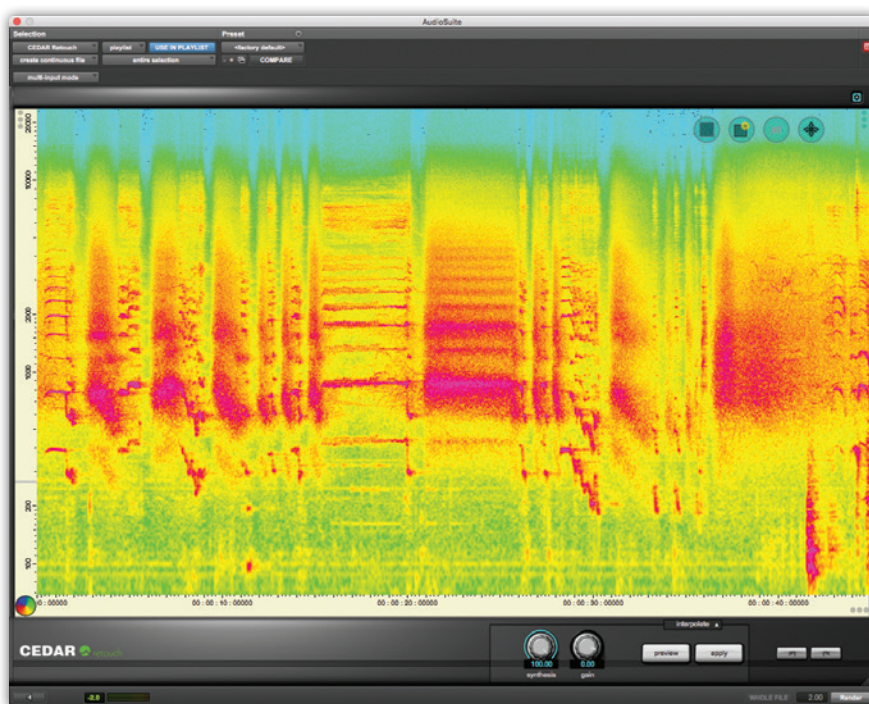 AudioSuite
Selection
Preset
CEDAR Retouch
playlist
USE IN PLAYLIST
<factory default>
create continuous file
entire selection
COMPARE
multi-input mode
20000
10000
2000
1000
200
100
00:00:10:00000
00:00:20:00000
00:00:30:00000
00:00:40:00000
interpolate
CEDAR retouch
100.00
0.00
preview
apply
synthesis
gain
-0.0
WHOLE FILE
2.00
Render